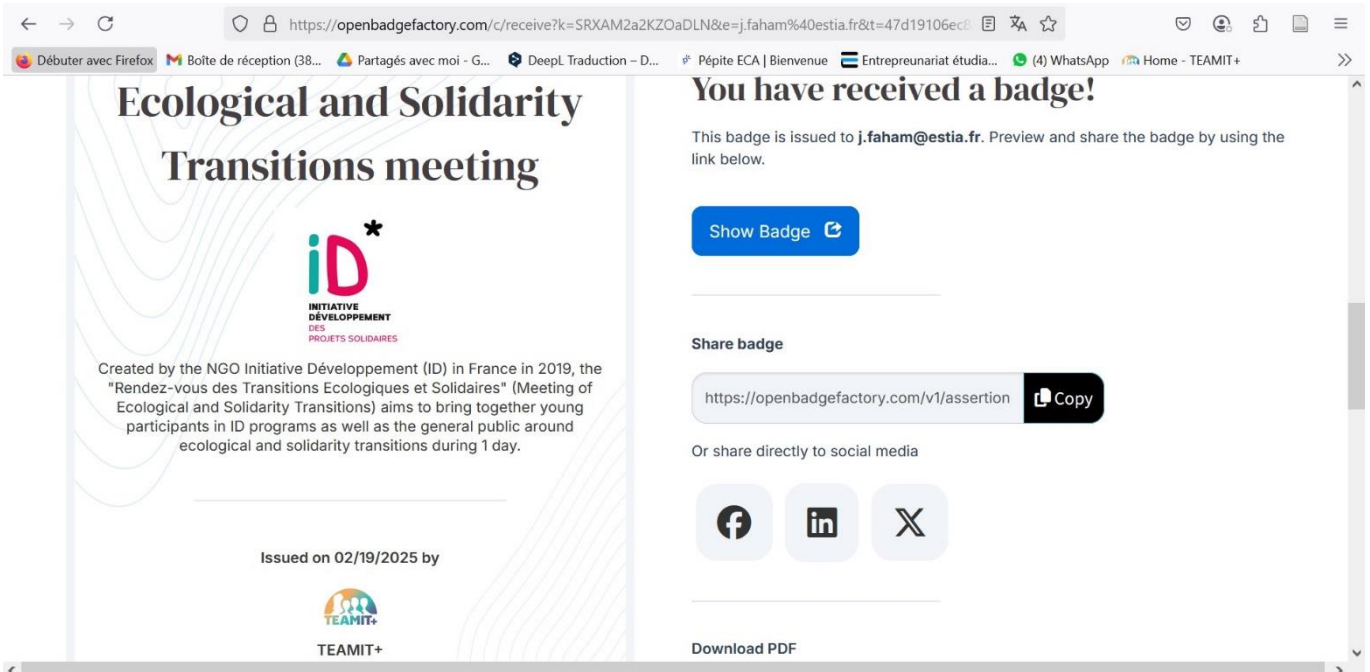 https://openbadgefactory.com/c/receive?k=SRXAM2a2KZOaDLN&e=j.faham%40estia.fr&t=47d19106ec8
Débuter avec Firefox
Boîte de réception (38...
Partagés avec moi - G...
DeepL Traduction – D...
Pépite ECA | Bienvenue
Entrepreunariat étudia...
(4) WhatsApp
Home - TEAMIT+
Ecological and Solidarity
Transitions meeting
iD*
INITIATIVE
DÉVELOPPEMENT
DES
PROJETS SOLIDAIRES
Created by the NGO Initiative Développement (ID) in France in 2019, the
"Rendez-vous des Transitions Ecologiques et Solidaires" (Meeting of
Ecological and Solidarity Transitions) aims to bring together young
participants in ID programs as well as the general public around
ecological and solidarity transitions during 1 day.
Issued on 02/19/2025 by
TEAMIT+
TEAMIT+
You have received a badge!
This badge is issued to j.faham@estia.fr. Preview and share the badge by using the
link below.
Show Badge
Share badge
https://openbadgefactory.com/v1/assertion
Copy
Or share directly to social media
Download PDF